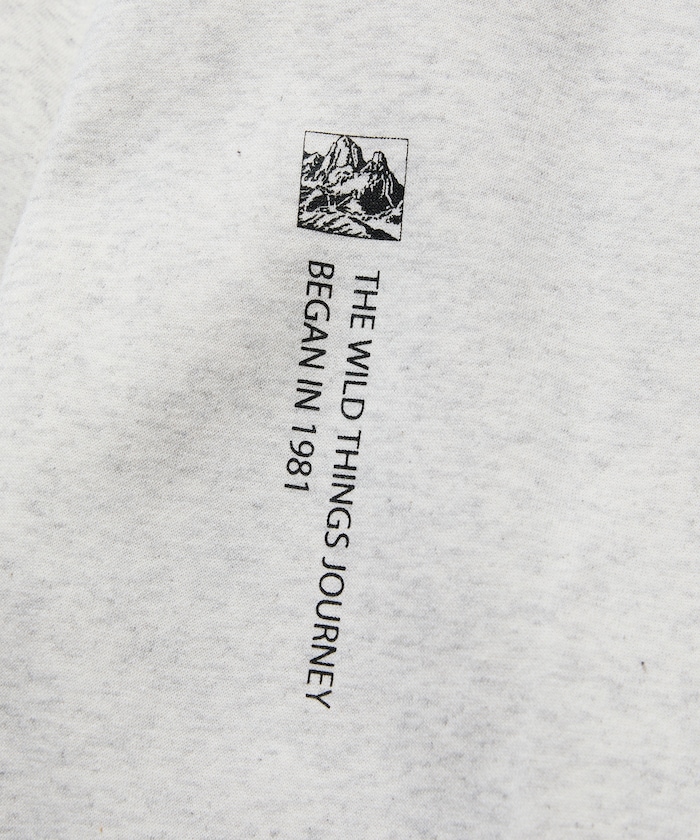 THE WILD THINGS JOURNEY
BEGAN IN 1981